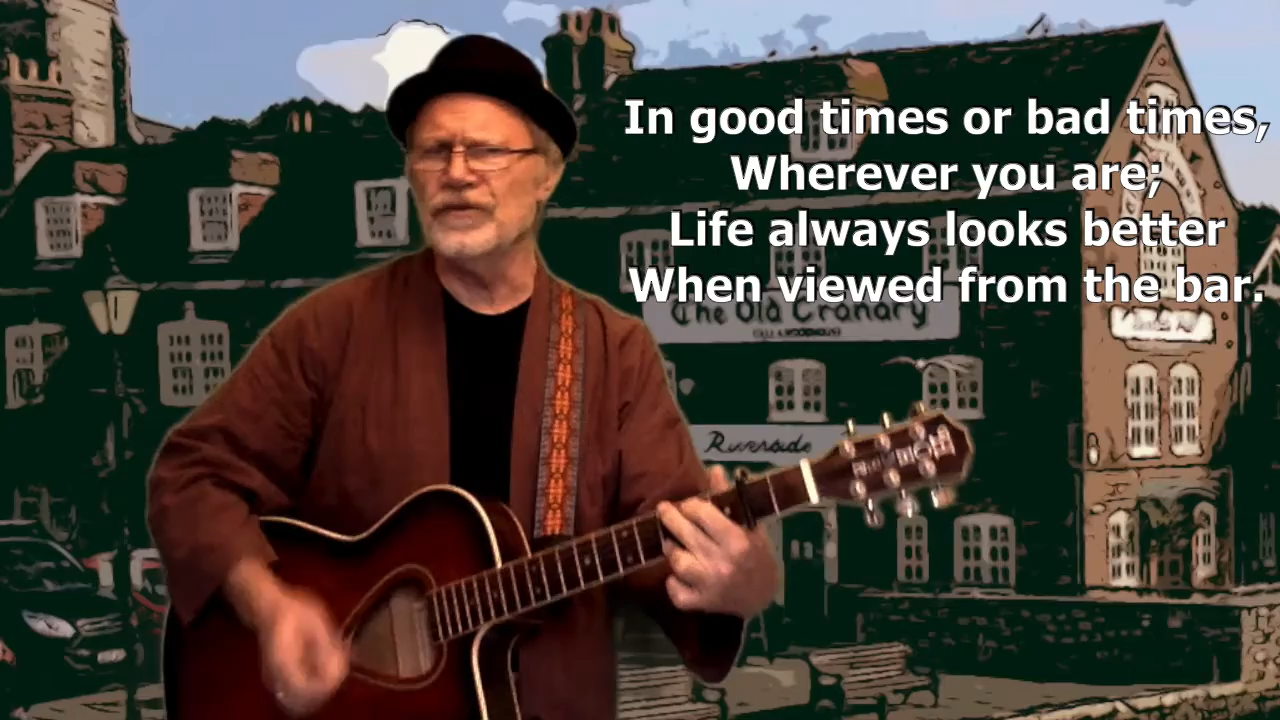 In good times or bad times,
Wherever you are;
Life always looks better
When viewed from the bar.
The Old Granary
Riverside